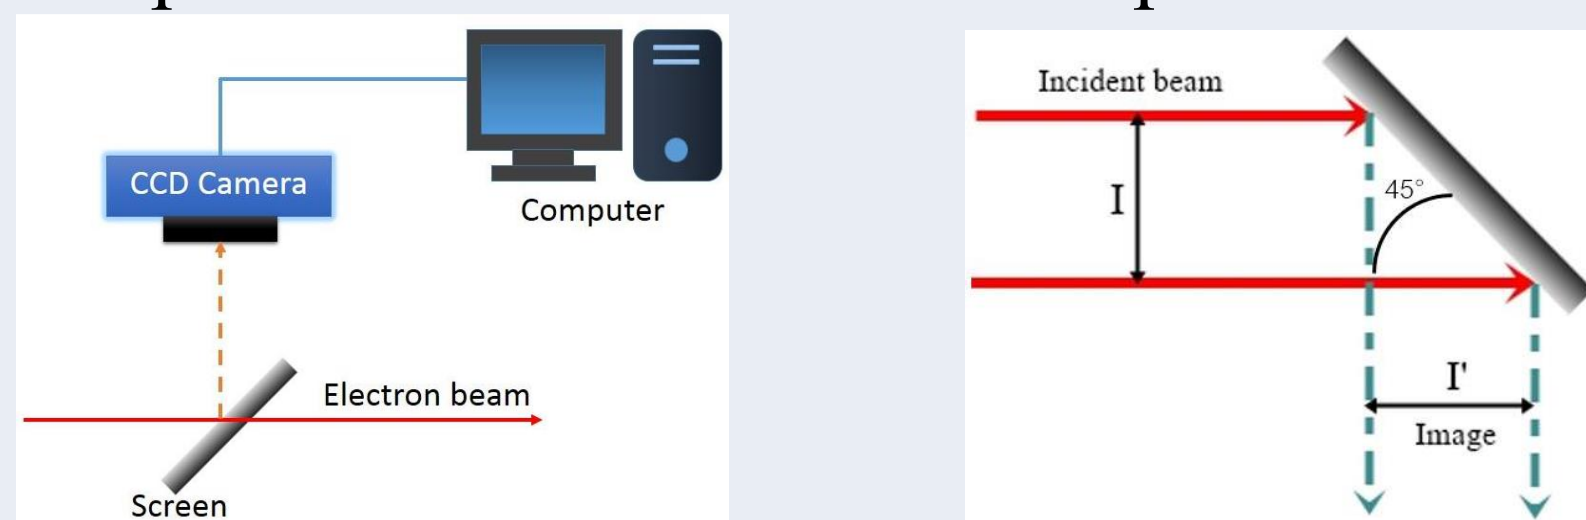 CCD Camera
Computer
Electron beam
Screen
Incident beam
I
45°
I'
Image